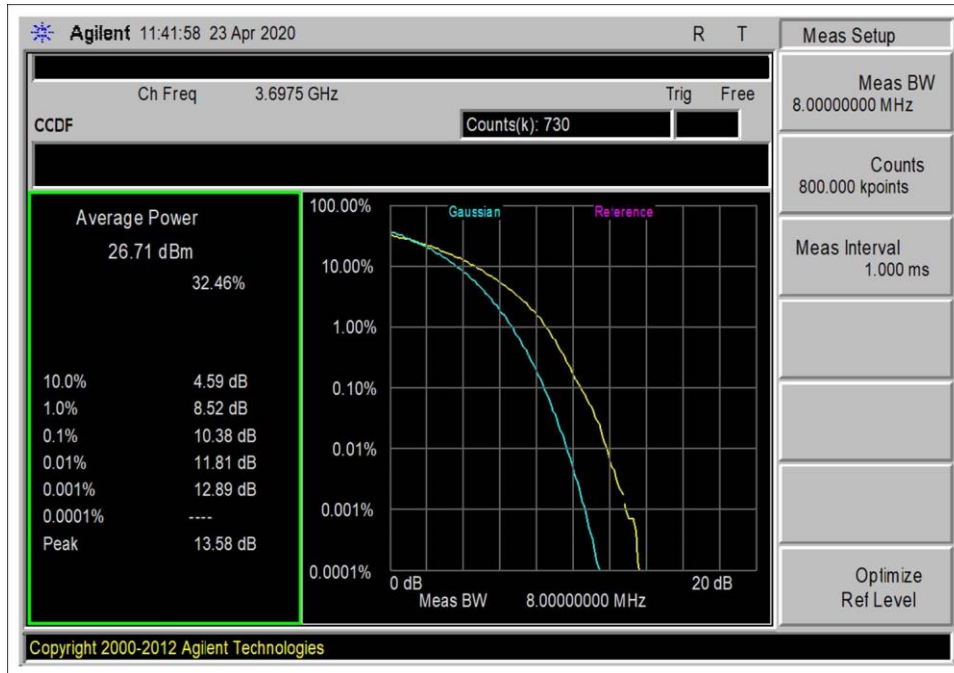 Agilent 11:41:58 23 Apr 2020 R T
Meas Setup
Ch Freq 3.6975 GHz Trig Free
CCDF Counts(k): 730
Average Power
26.71 dBm
32.46%
10.0% 4.59 dB
1.0% 8.52 dB
0.1% 10.38 dB
0.01% 11.81 dB
0.001% 12.89 dB
0.0001% ----
Peak 13.58 dB
Gaussian Reference
100.00%
10.00%
1.00%
0.10%
0.01%
0.001%
0.0001%
0 dB 20 dB
Meas BW 8.00000000 MHz
Meas BW
8.00000000 MHz
Counts
800.000 kpoints
Meas Interval
1.000 ms
Optimize
Ref Level
Copyright 2000-2012 Agilent Technologies